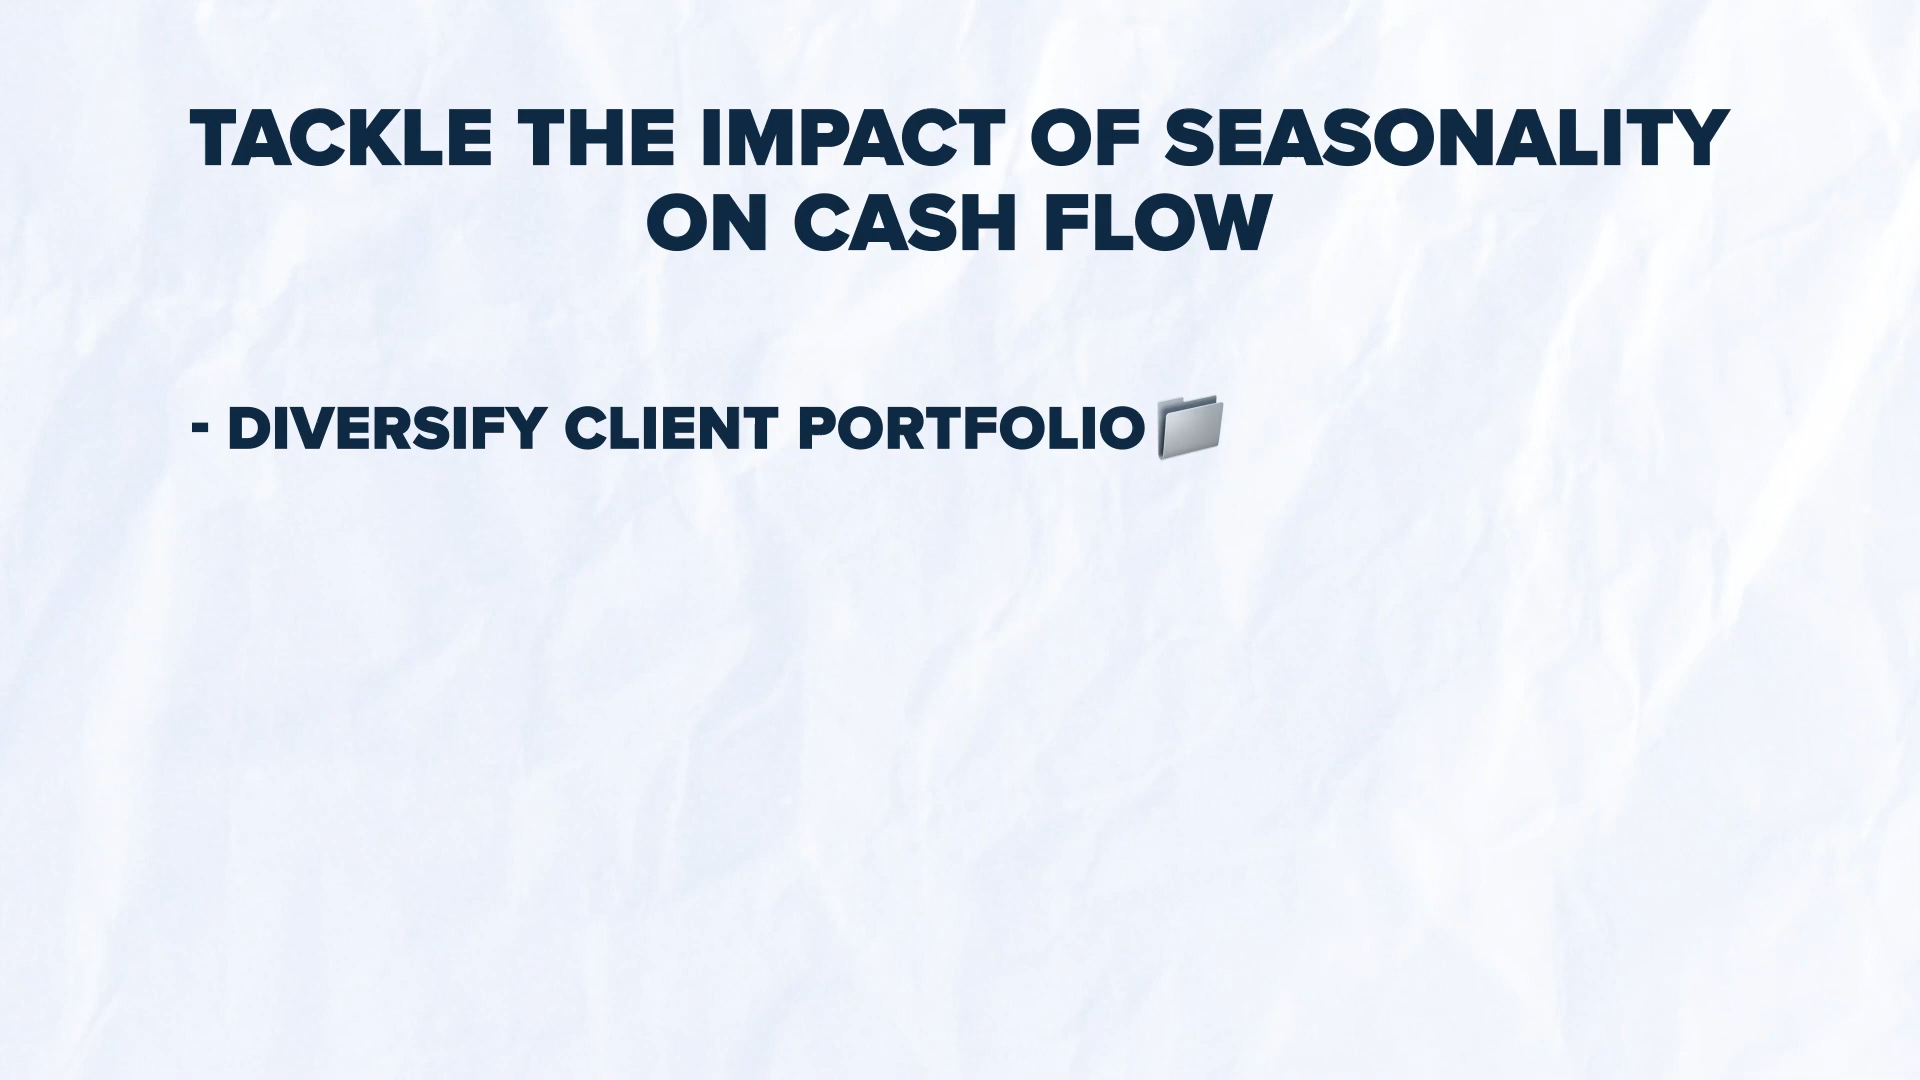 TACKLE THE IMPACT OF SEASONALITY
ON CASH FLOW
- DIVERSIFY CLIENT PORTFOLIO